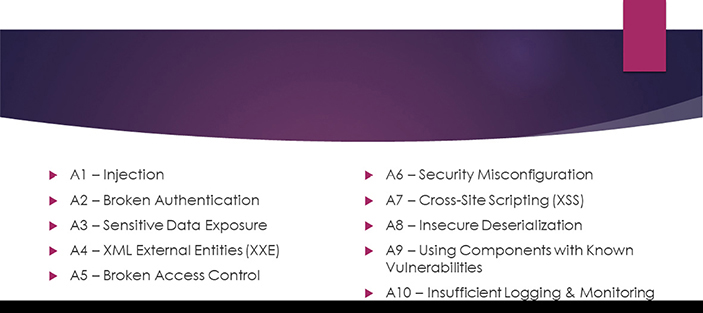 A1 – Injection
A2 – Broken Authentication
A3 – Sensitive Data Exposure
A4 – XML External Entities (XXE)
A5 – Broken Access Control
A6 – Security Misconfiguration
A7 – Cross-Site Scripting (XSS)
A8 – Insecure Deserialization
A9 – Using Components with Known
Vulnerabilities
A10 – Insufficient Logging & Monitoring